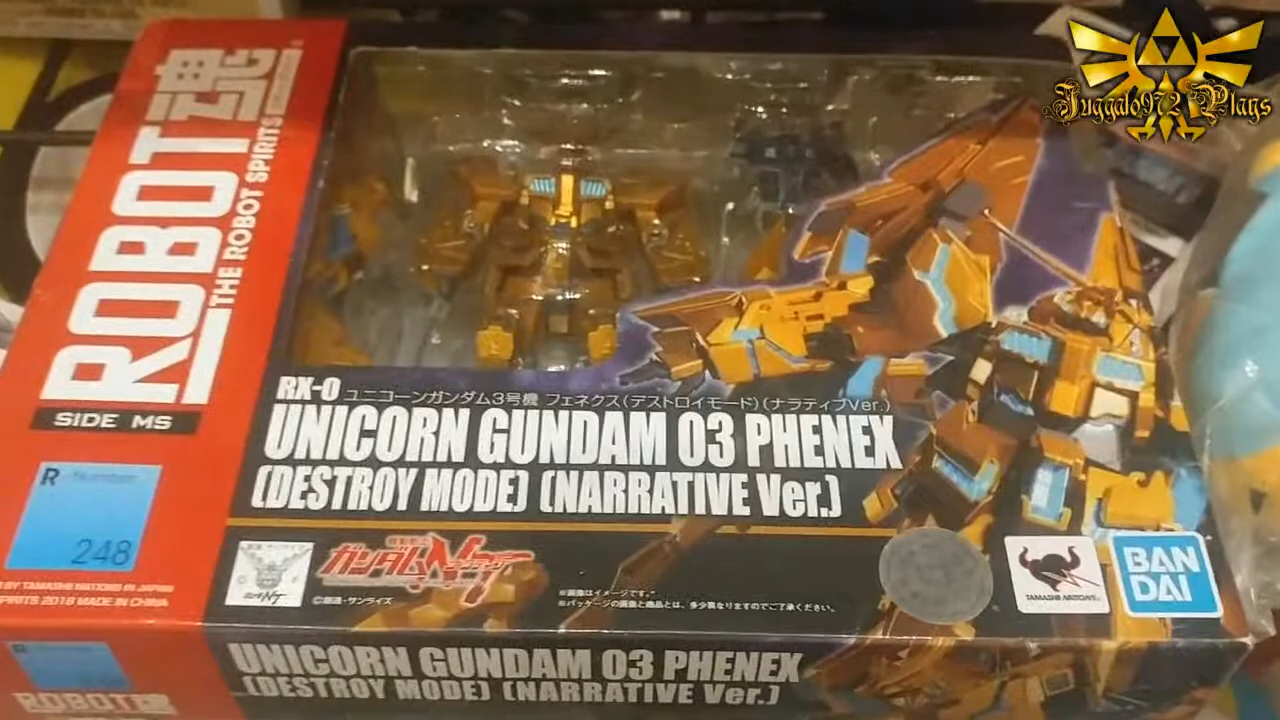 Juggalo972 Plays
ROBOT魂
THE ROBOT SPIRITS
SIDE MS
R Number
248
BY TAMASHII NATIONS IN JAPAN
SPIRITS 2018 MADE IN CHINA
RX-0 ユニコーンガンダム3号機 フェネクス(デストロイモード)(ナラティブVer.)
UNICORN GUNDAM 03 PHENEX
(DESTROY MODE) (NARRATIVE Ver.)
ガンダムNT
©創通・サンライズ
※画像はイメージです。
※パッケージの画像と商品とは、多少異なりますのでご了承ください。
TAMASHII NATIONS
BAN
DAI
UNICORN GUNDAM 03 PHENEX
(DESTROY MODE) (NARRATIVE Ver.)
ROBOT魂